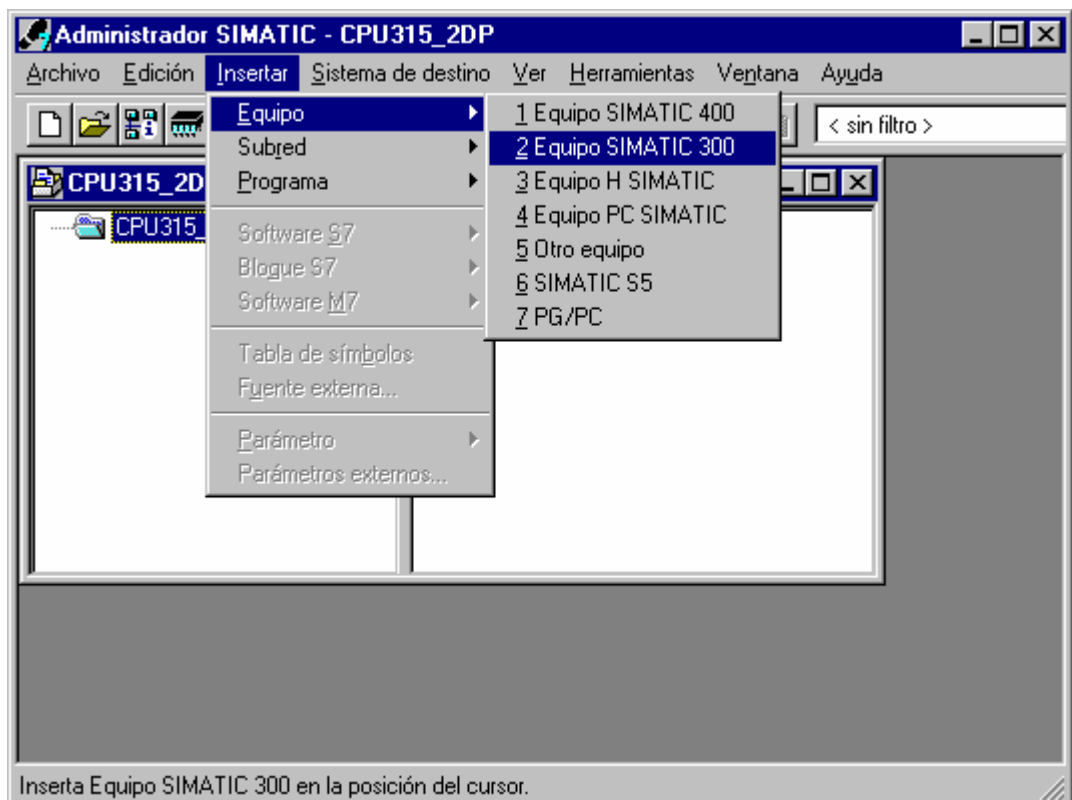 Administrador SIMATIC - CPU315_2DP
Archivo Edición Insertar Sistema de destino Ver Herramientas Ventana Ayuda
< sin filtro >
CPU315_2D
CPU315_
Equipo
Subred
Programa
Software S7
Bloque S7
Software M7
Tabla de símbolos
Fuente externa...
Parámetro
Parámetros externos...
1 Equipo SIMATIC 400
2 Equipo SIMATIC 300
3 Equipo H SIMATIC
4 Equipo PC SIMATIC
5 Otro equipo
6 SIMATIC S5
7 PG/PC
Inserta Equipo SIMATIC 300 en la posición del cursor.